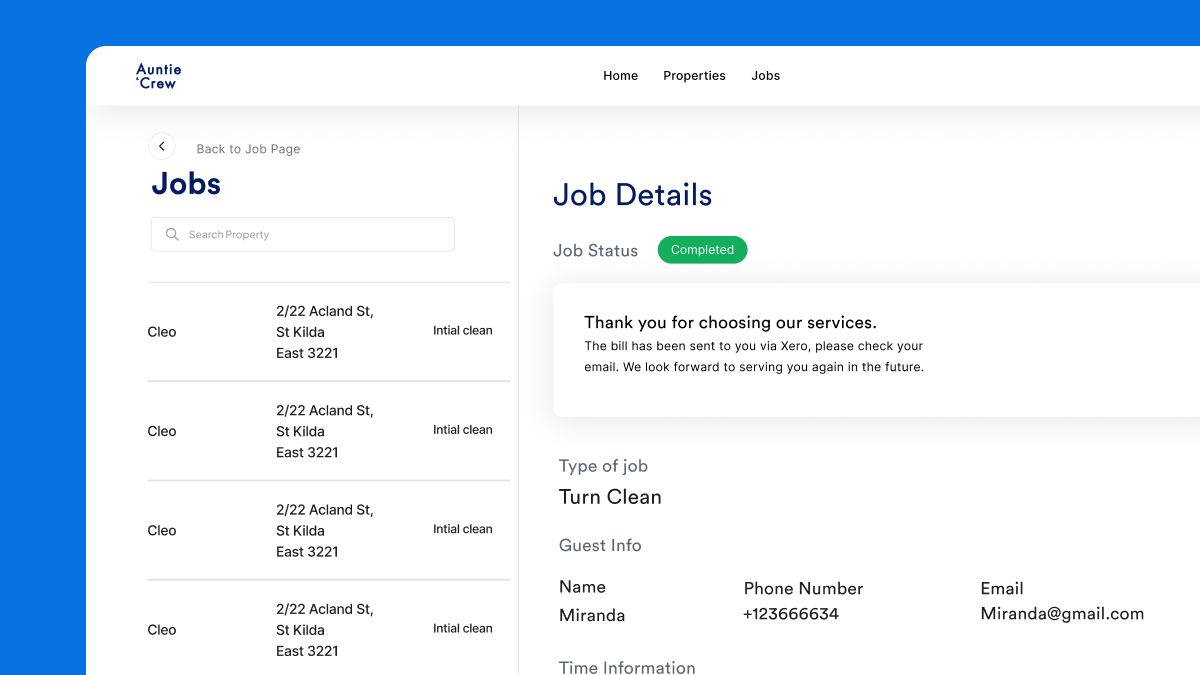 Auntie
& Crew
Home Properties Jobs
Back to Job Page
Jobs
Search Property
Cleo
2/22 Acland St,
St Kilda
East 3221
Intial clean
Cleo
2/22 Acland St,
St Kilda
East 3221
Intial clean
Cleo
2/22 Acland St,
St Kilda
East 3221
Intial clean
Cleo
2/22 Acland St,
St Kilda
East 3221
Intial clean
Job Details
Job Status Completed
Thank you for choosing our services.
The bill has been sent to you via Xero, please check your
email. We look forward to serving you again in the future.
Type of job
Turn Clean
Guest Info
Name Phone Number Email
Miranda +123666634 Miranda@gmail.com
Time Information